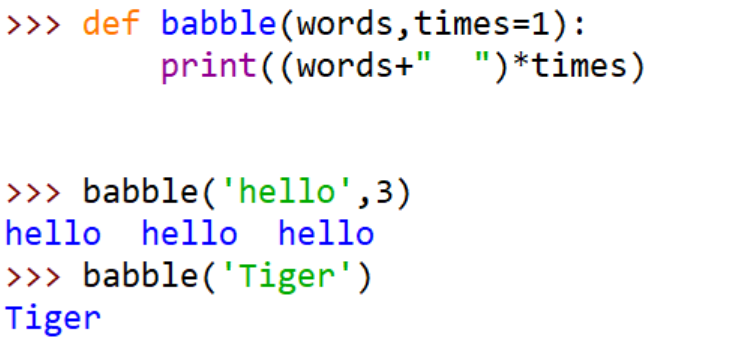 >>> def babble(words,times=1):
        print((words+"  ")*times)
>>> babble('hello',3)
hello  hello  hello
>>> babble('Tiger')
Tiger